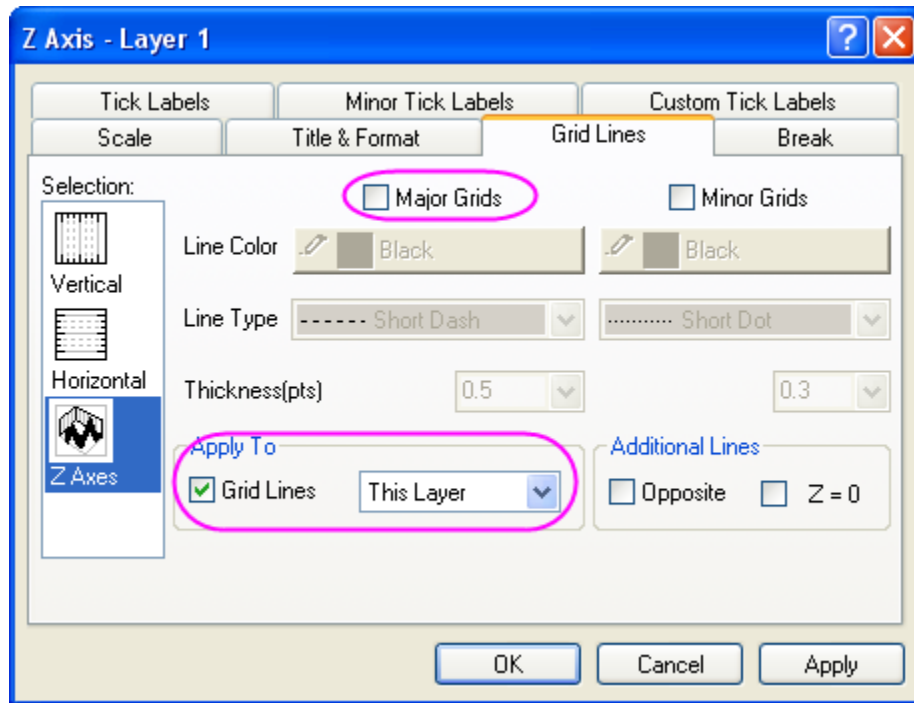 Z Axis - Layer 1
Tick Labels Minor Tick Labels Custom Tick Labels
Scale Title & Format Grid Lines Break
Selection:
Vertical
Horizontal
Z Axes
Major Grids Minor Grids
Line Color Black Black
Line Type Short Dash Short Dot
Thickness(pts) 0.5 0.3
Apply To
Grid Lines This Layer
Additional Lines
Opposite Z = 0
OK Cancel Apply